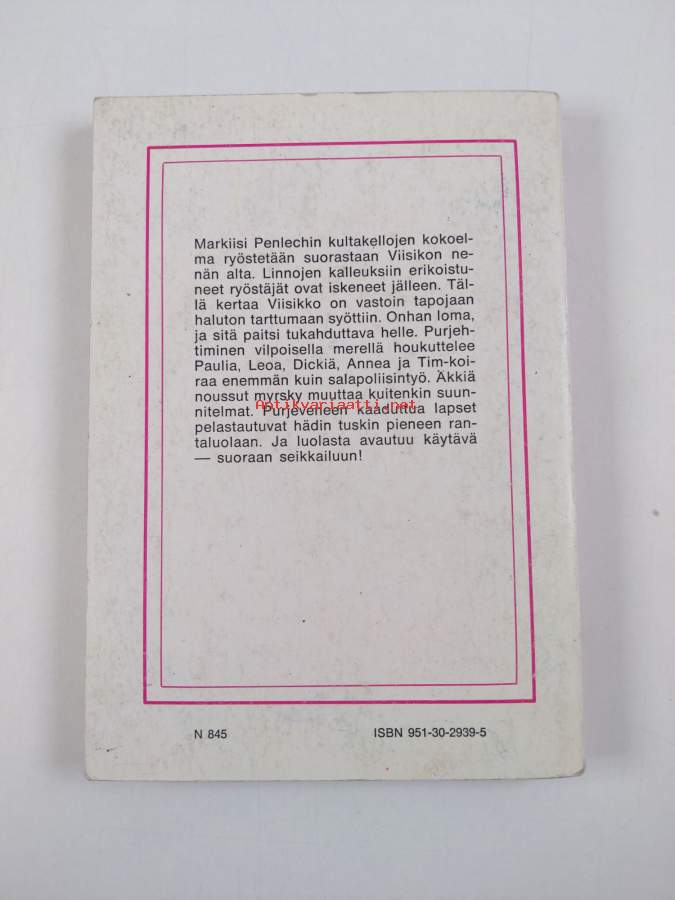 Markiisi Penlechin kultakellojen kokoel-
ma ryöstetään suorastaan Viisikon ne-
nän alta. Linnojen kalleuksiin erikoistu-
neet ryöstäjät ovat iskeneet jälleen. Täl-
lä kertaa Viisikko on vastoin tapojaan
haluton tarttumaan syöttiin. Onhan loma,
ja sitä paitsi tukahduttava helle. Purjeh-
timinen vilpoisella merellä houkuttelee
Paulia, Leoa, Dickiä, Annea ja Tim-koi-
raa enemmän kuin salapoliisintyö. Äkkiä
noussut myrsky muuttaa kuitenkin suun-
nitelmat. Purjeveneen kaaduttua lapset
Antikvariaatti.net
pelastautuvat hädin tuskin pieneen ran-
taluolaan. Ja luolasta avautuu käytävä
— suoraan seikkailuun!
N 845
ISBN 951-30-2939-5